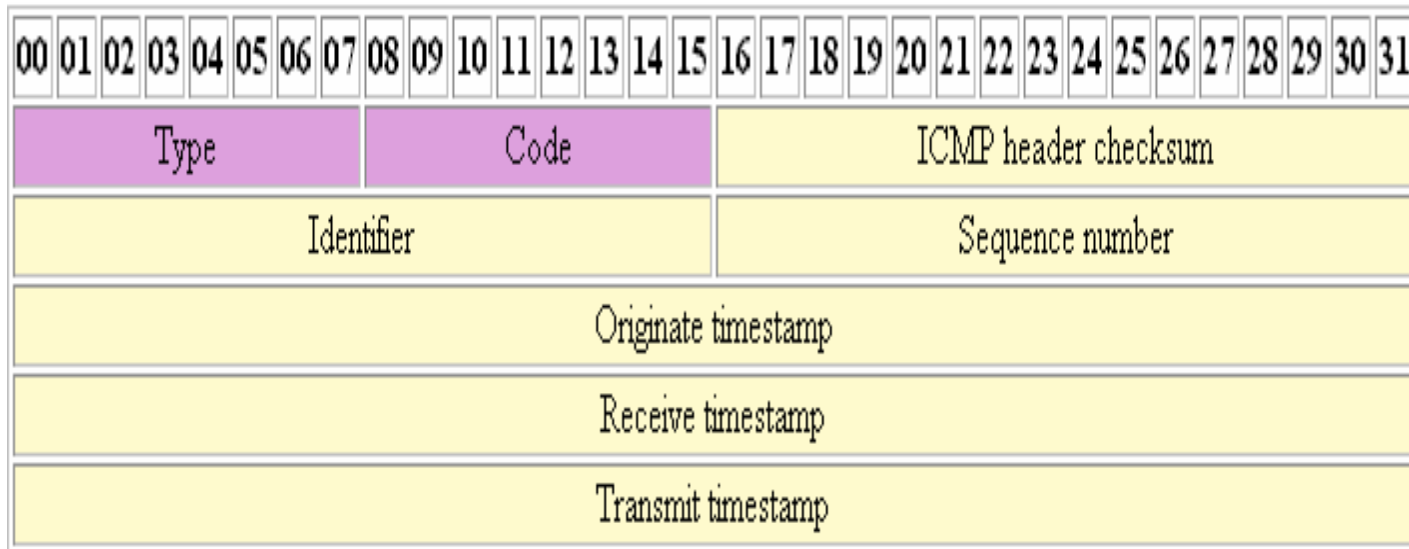 00 01 02 03 04 05 06 07 08 09 10 11 12 13 14 15 16 17 18 19 20 21 22 23 24 25 26 27 28 29 30 31
Type Code ICMP header checksum
Identifier Sequence number
Originate timestamp
Receive timestamp
Transmit timestamp